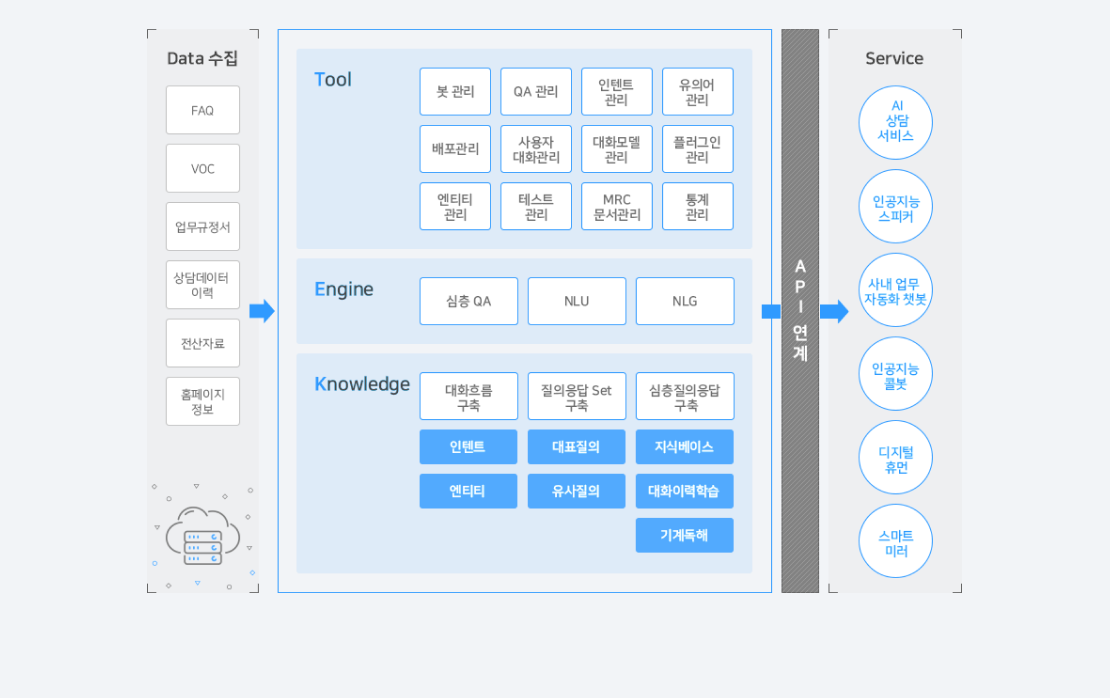 Data 수집
FAQ
VOC
업무규정서
상담데이터
이력
전산자료
홈페이지
정보
Tool
봇 관리
QA 관리
인텐트
관리
유의어
관리
배포관리
사용자
대화관리
대화모델
관리
플러그인
관리
엔티티
관리
테스트
관리
MRC
문서관리
통계
관리
Engine
심층 QA
NLU
NLG
Knowledge
대화흐름
구축
질의응답 Set
구축
심층질의응답
구축
인텐트
대표질의
지식베이스
엔티티
유사질의
대화이력학습
기계독해
API 연계
Service
AI
상담
서비스
인공지능
스피커
사내 업무
자동화 챗봇
인공지능
콜봇
디지털
휴먼
스마트
미러